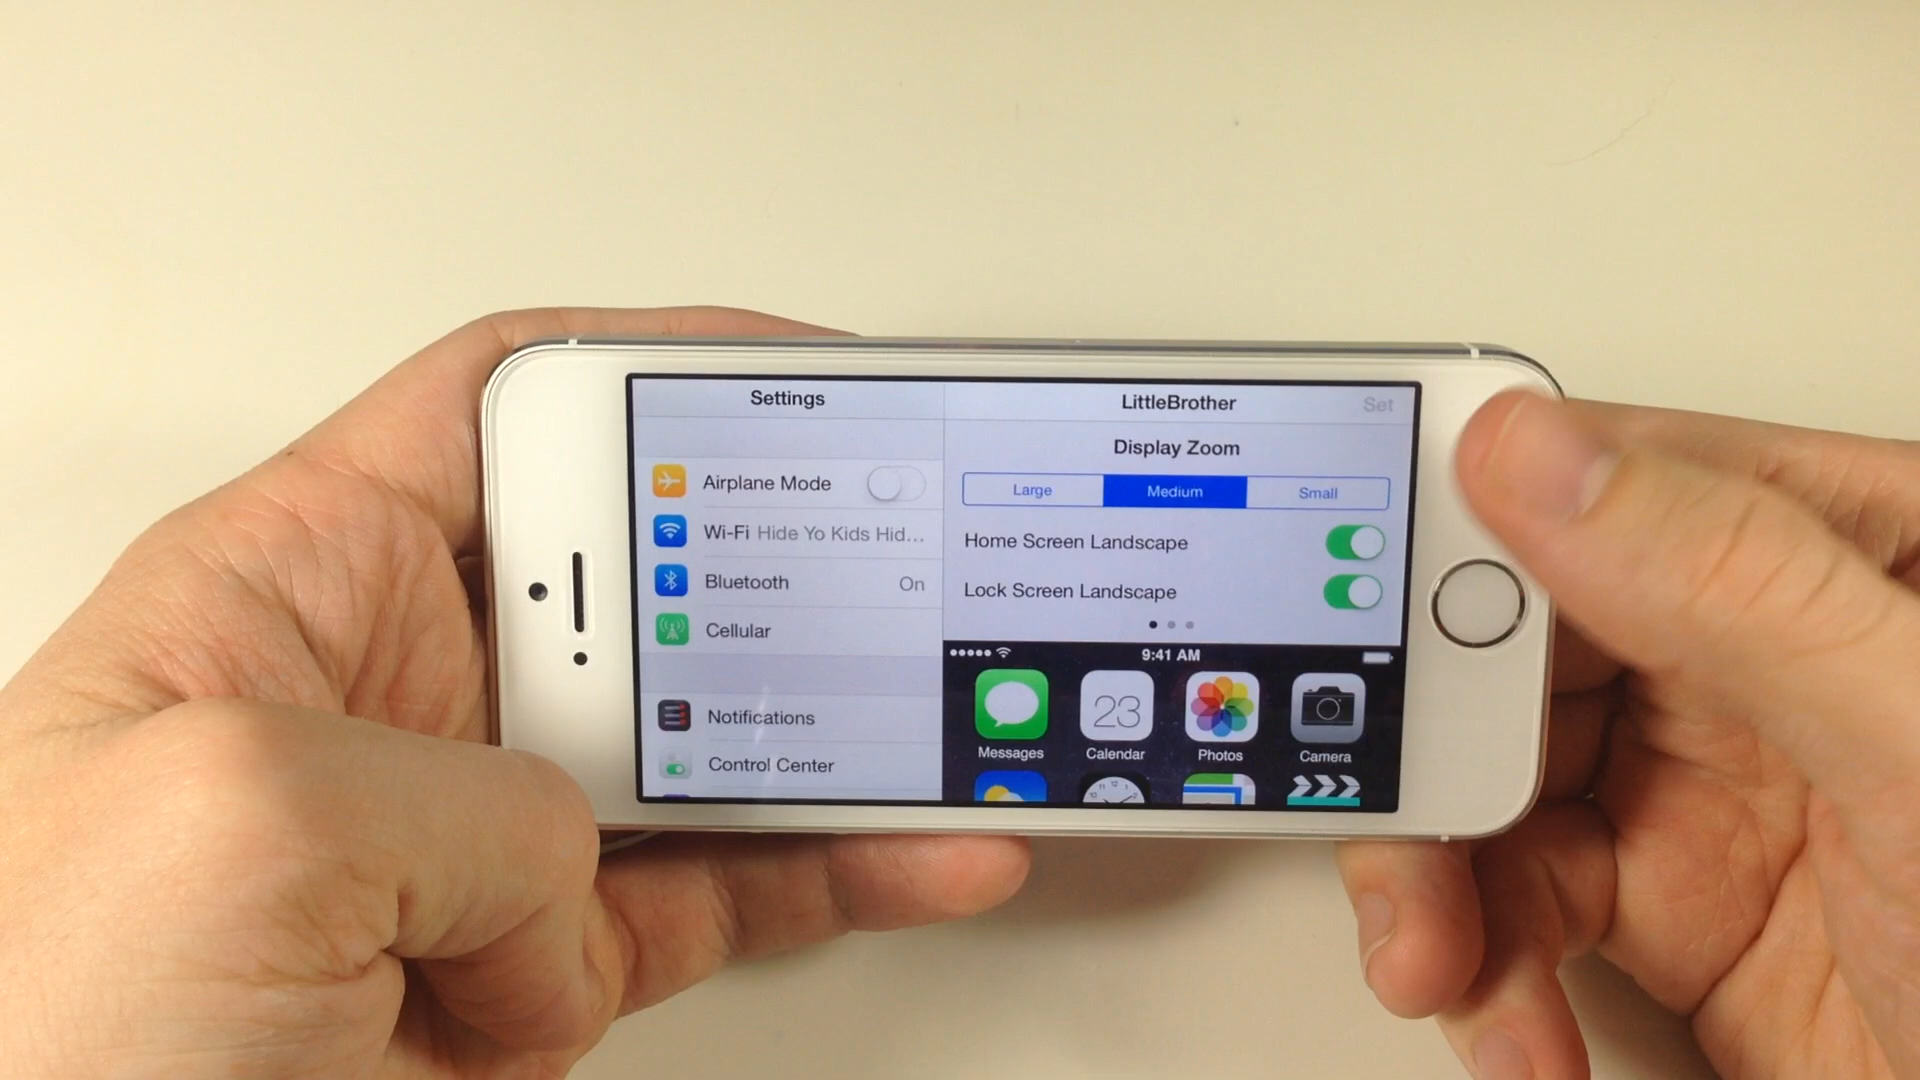 Settings
Airplane Mode
Wi-Fi Hide Yo Kids Hid...
Bluetooth On
Cellular
Notifications
Control Center
LittleBrother Set
Display Zoom
Large Medium Small
Home Screen Landscape
Lock Screen Landscape
9:41 AM
23
Messages Calendar Photos Camera